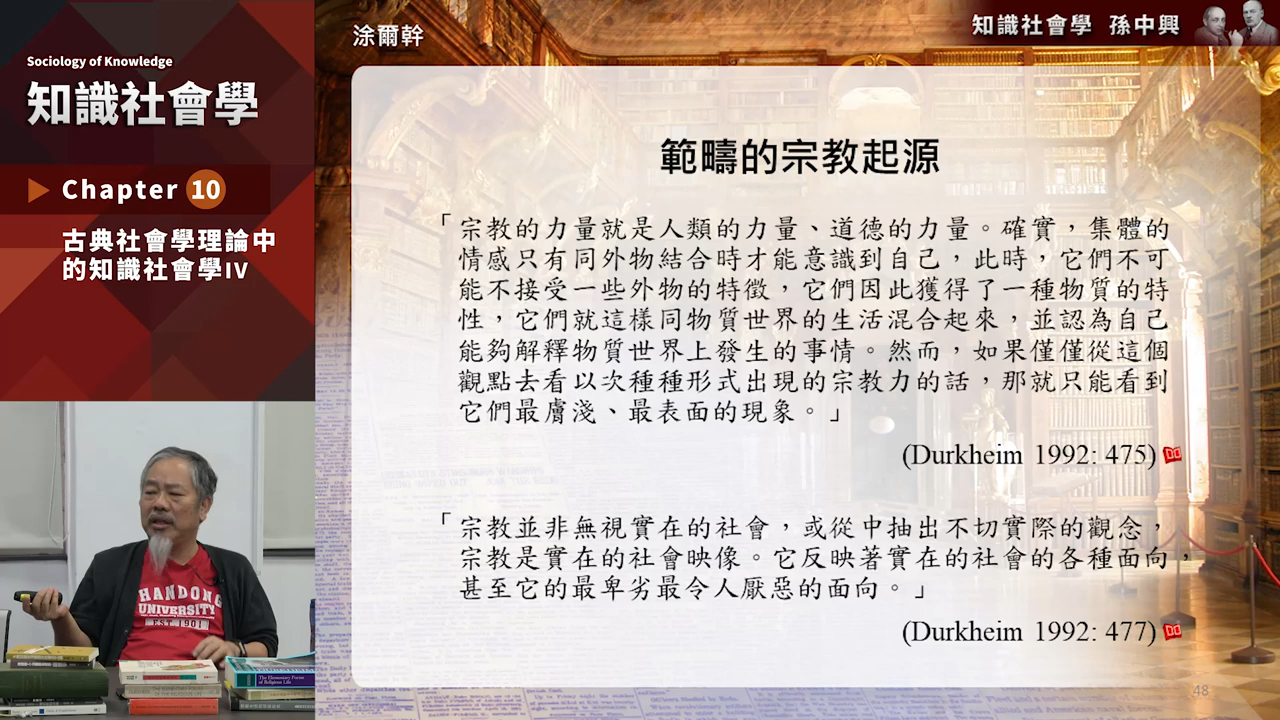 Sociology of Knowledge
知識社會學
Chapter 10
古典社會學理論中
的知識社會學IV
涂爾幹
知識社會學 孫中興
範疇的宗教起源
「宗教的力量就是人類的力量、道德的力量。確實，集體的
情感只有同外物結合時才能意識到自己，此時，它們不可
能不接受一些外物的特徵，它們因此獲得了一種物質的特
性，它們就這樣同物質世界的生活混合起來，並認為自己
能夠解釋物質世界上發生的事情。然而，如果僅僅從這個
觀點去看以次種種形式出現的宗教力的話，那就只能看到
它們最膚淺、最表面的現象。」
(Durkheim 1992: 475)
「宗教並非無視實在的社會，或從中抽出不切實際的觀念，
宗教是實在的社會映像。它反映著實在的社會的各種面向，
甚至它的最卑劣最令人厭惡的面向。」
(Durkheim 1992: 477)
48
HANDONG
UNIVERSITY
EST. 1901
The Elementary Forms
of Religious Life